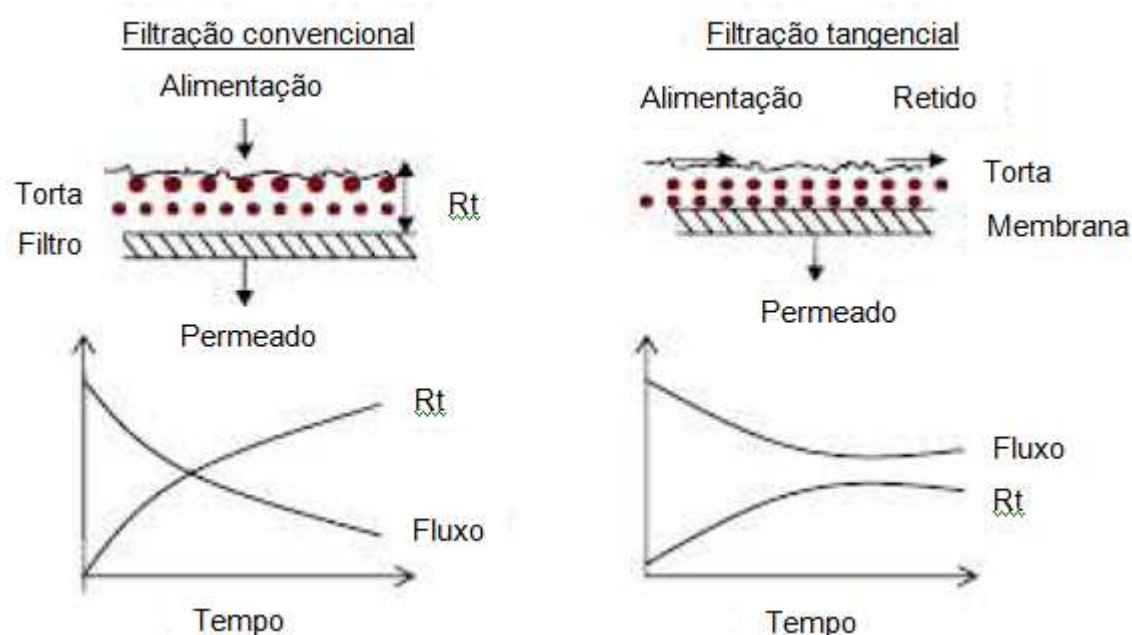 Filtração convencional
Alimentação
Torta
Rt
Filtro
Permeado
Rt
Fluxo
Tempo
Filtração tangencial
Alimentação Retido
Torta
Membrana
Permeado
Fluxo
Rt
Tempo